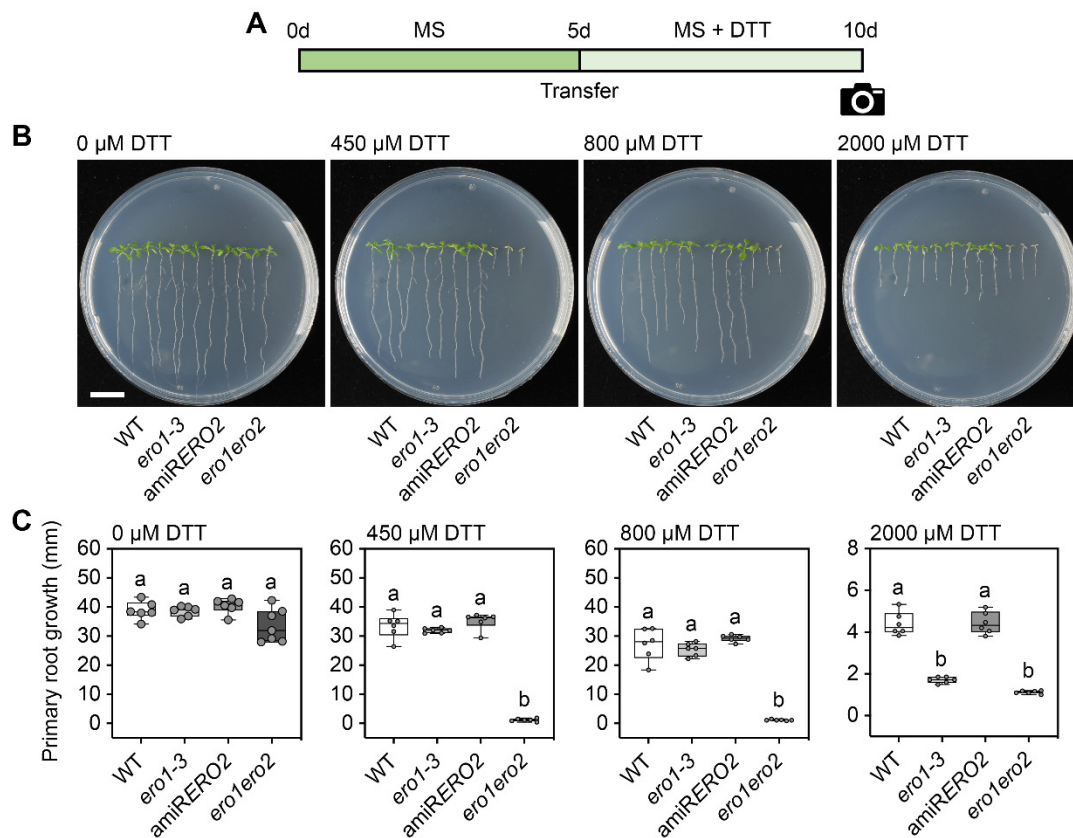 A
0d MS 5d MS + DTT 10d
Transfer
B
0 µM DTT 450 µM DTT 800 µM DTT 2000 µM DTT
WT ero1-3 amiRERO2 ero1ero2 WT ero1-3 amiRERO2 ero1ero2 WT ero1-3 amiRERO2 ero1ero2 WT ero1-3 amiRERO2 ero1ero2
C
Primary root growth (mm)
0 µM DTT
60
50
40
30
20
10
0
a a a a
WT ero1-3 amiRERO2 ero1ero2
450 µM DTT
60
50
40
30
20
10
0
a a a b
WT ero1-3 amiRERO2 ero1ero2
800 µM DTT
60
50
40
30
20
10
0
a a a b
WT ero1-3 amiRERO2 ero1ero2
2000 µM DTT
8
6
4
2
0
a b a b
WT ero1-3 amiRERO2 ero1ero2